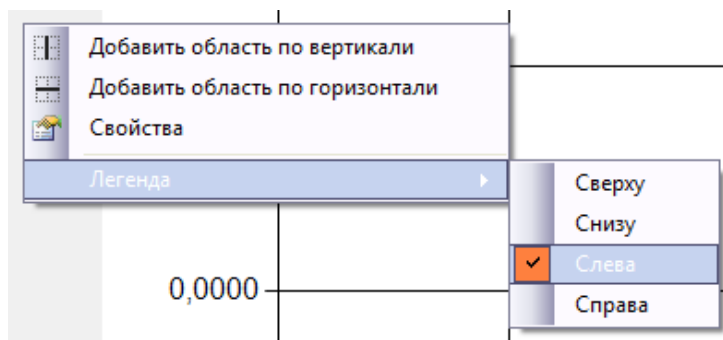 Добавить область по вертикали
Добавить область по горизонтали
Свойства
Легенда
Сверху
Снизу
Слева
Справа
0,0000